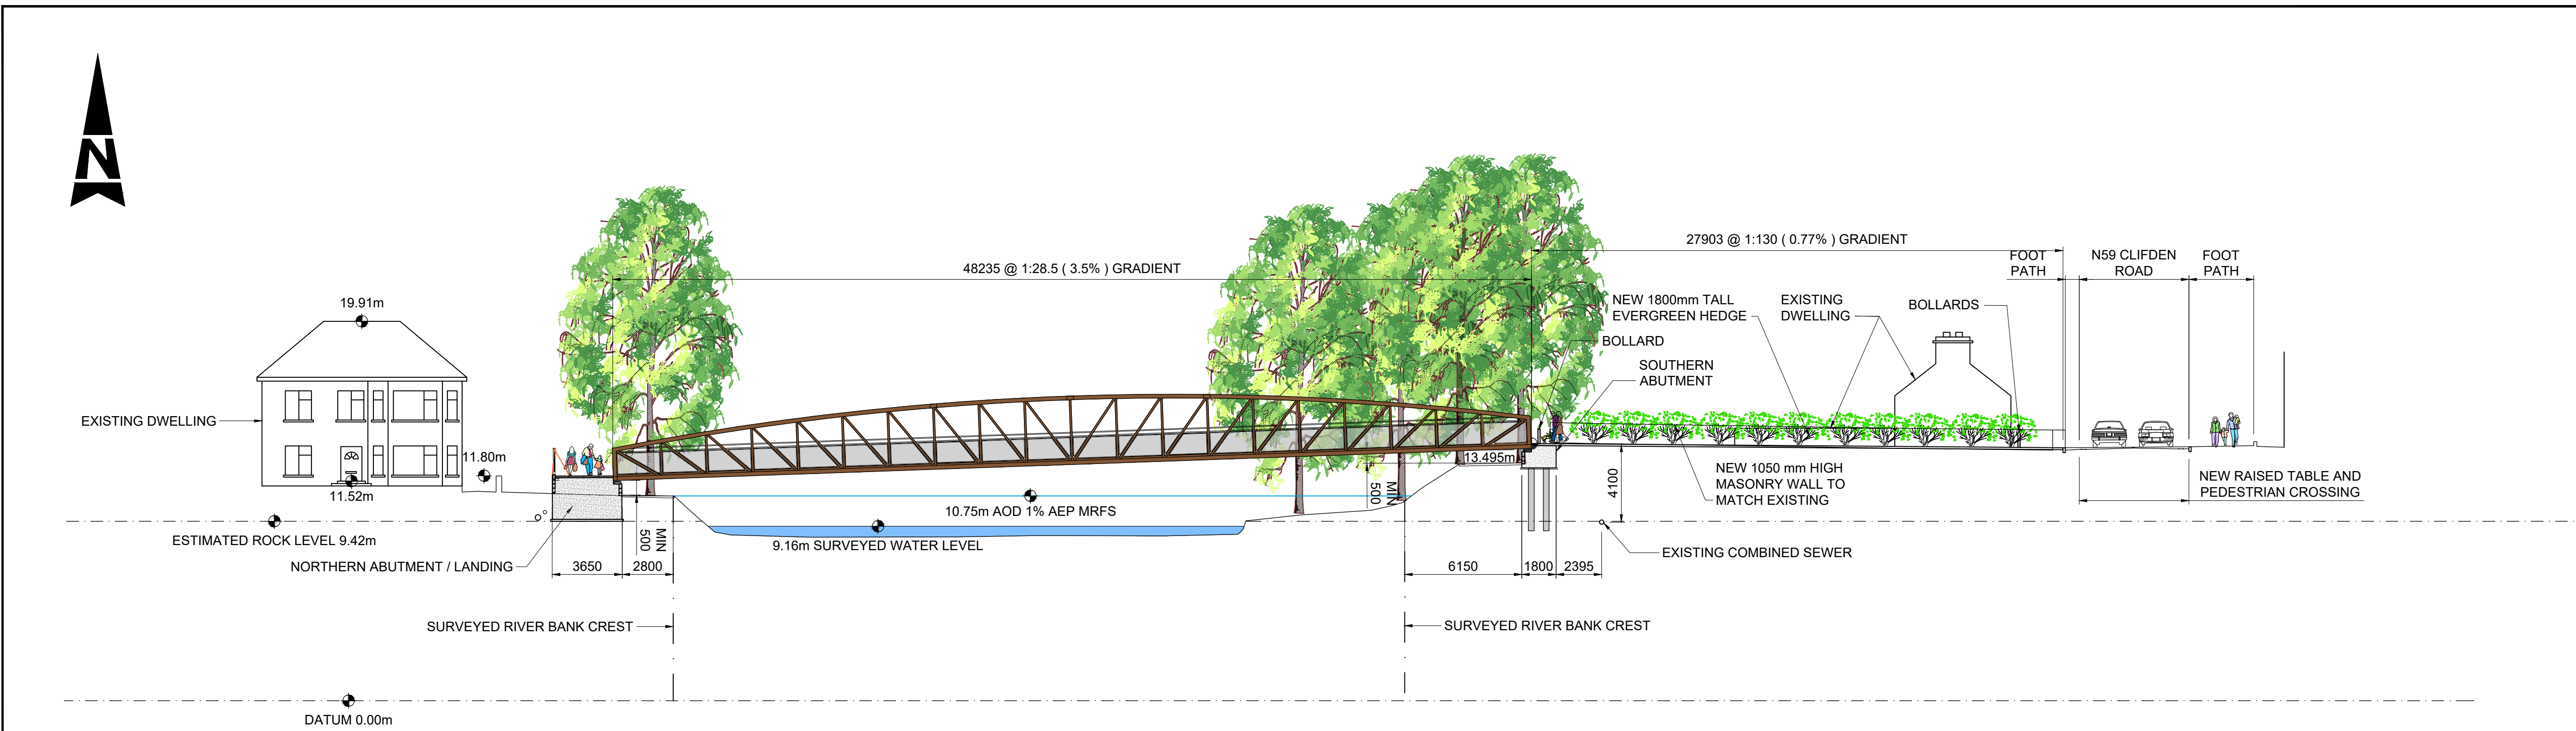 N
27903 @ 1:130 ( 0.77% ) GRADIENT
48235 @ 1:28.5 ( 3.5% ) GRADIENT
FOOT
PATH
N59 CLIFDEN
ROAD
FOOT
PATH
19.91m
NEW 1800mm TALL
EVERGREEN HEDGE
EXISTING
DWELLING
BOLLARDS
BOLLARD
SOUTHERN
ABUTMENT
EXISTING DWELLING
11.80m
11.52m
13.495m
500
MIN
4100
NEW 1050 mm HIGH
MASONRY WALL TO
MATCH EXISTING
NEW RAISED TABLE AND
PEDESTRIAN CROSSING
10.75m AOD 1% AEP MRFS
ESTIMATED ROCK LEVEL 9.42m
500
MIN
9.16m SURVEYED WATER LEVEL
EXISTING COMBINED SEWER
NORTHERN ABUTMENT / LANDING
3650
2800
6150
1800
2395
SURVEYED RIVER BANK CREST
SURVEYED RIVER BANK CREST
DATUM 0.00m